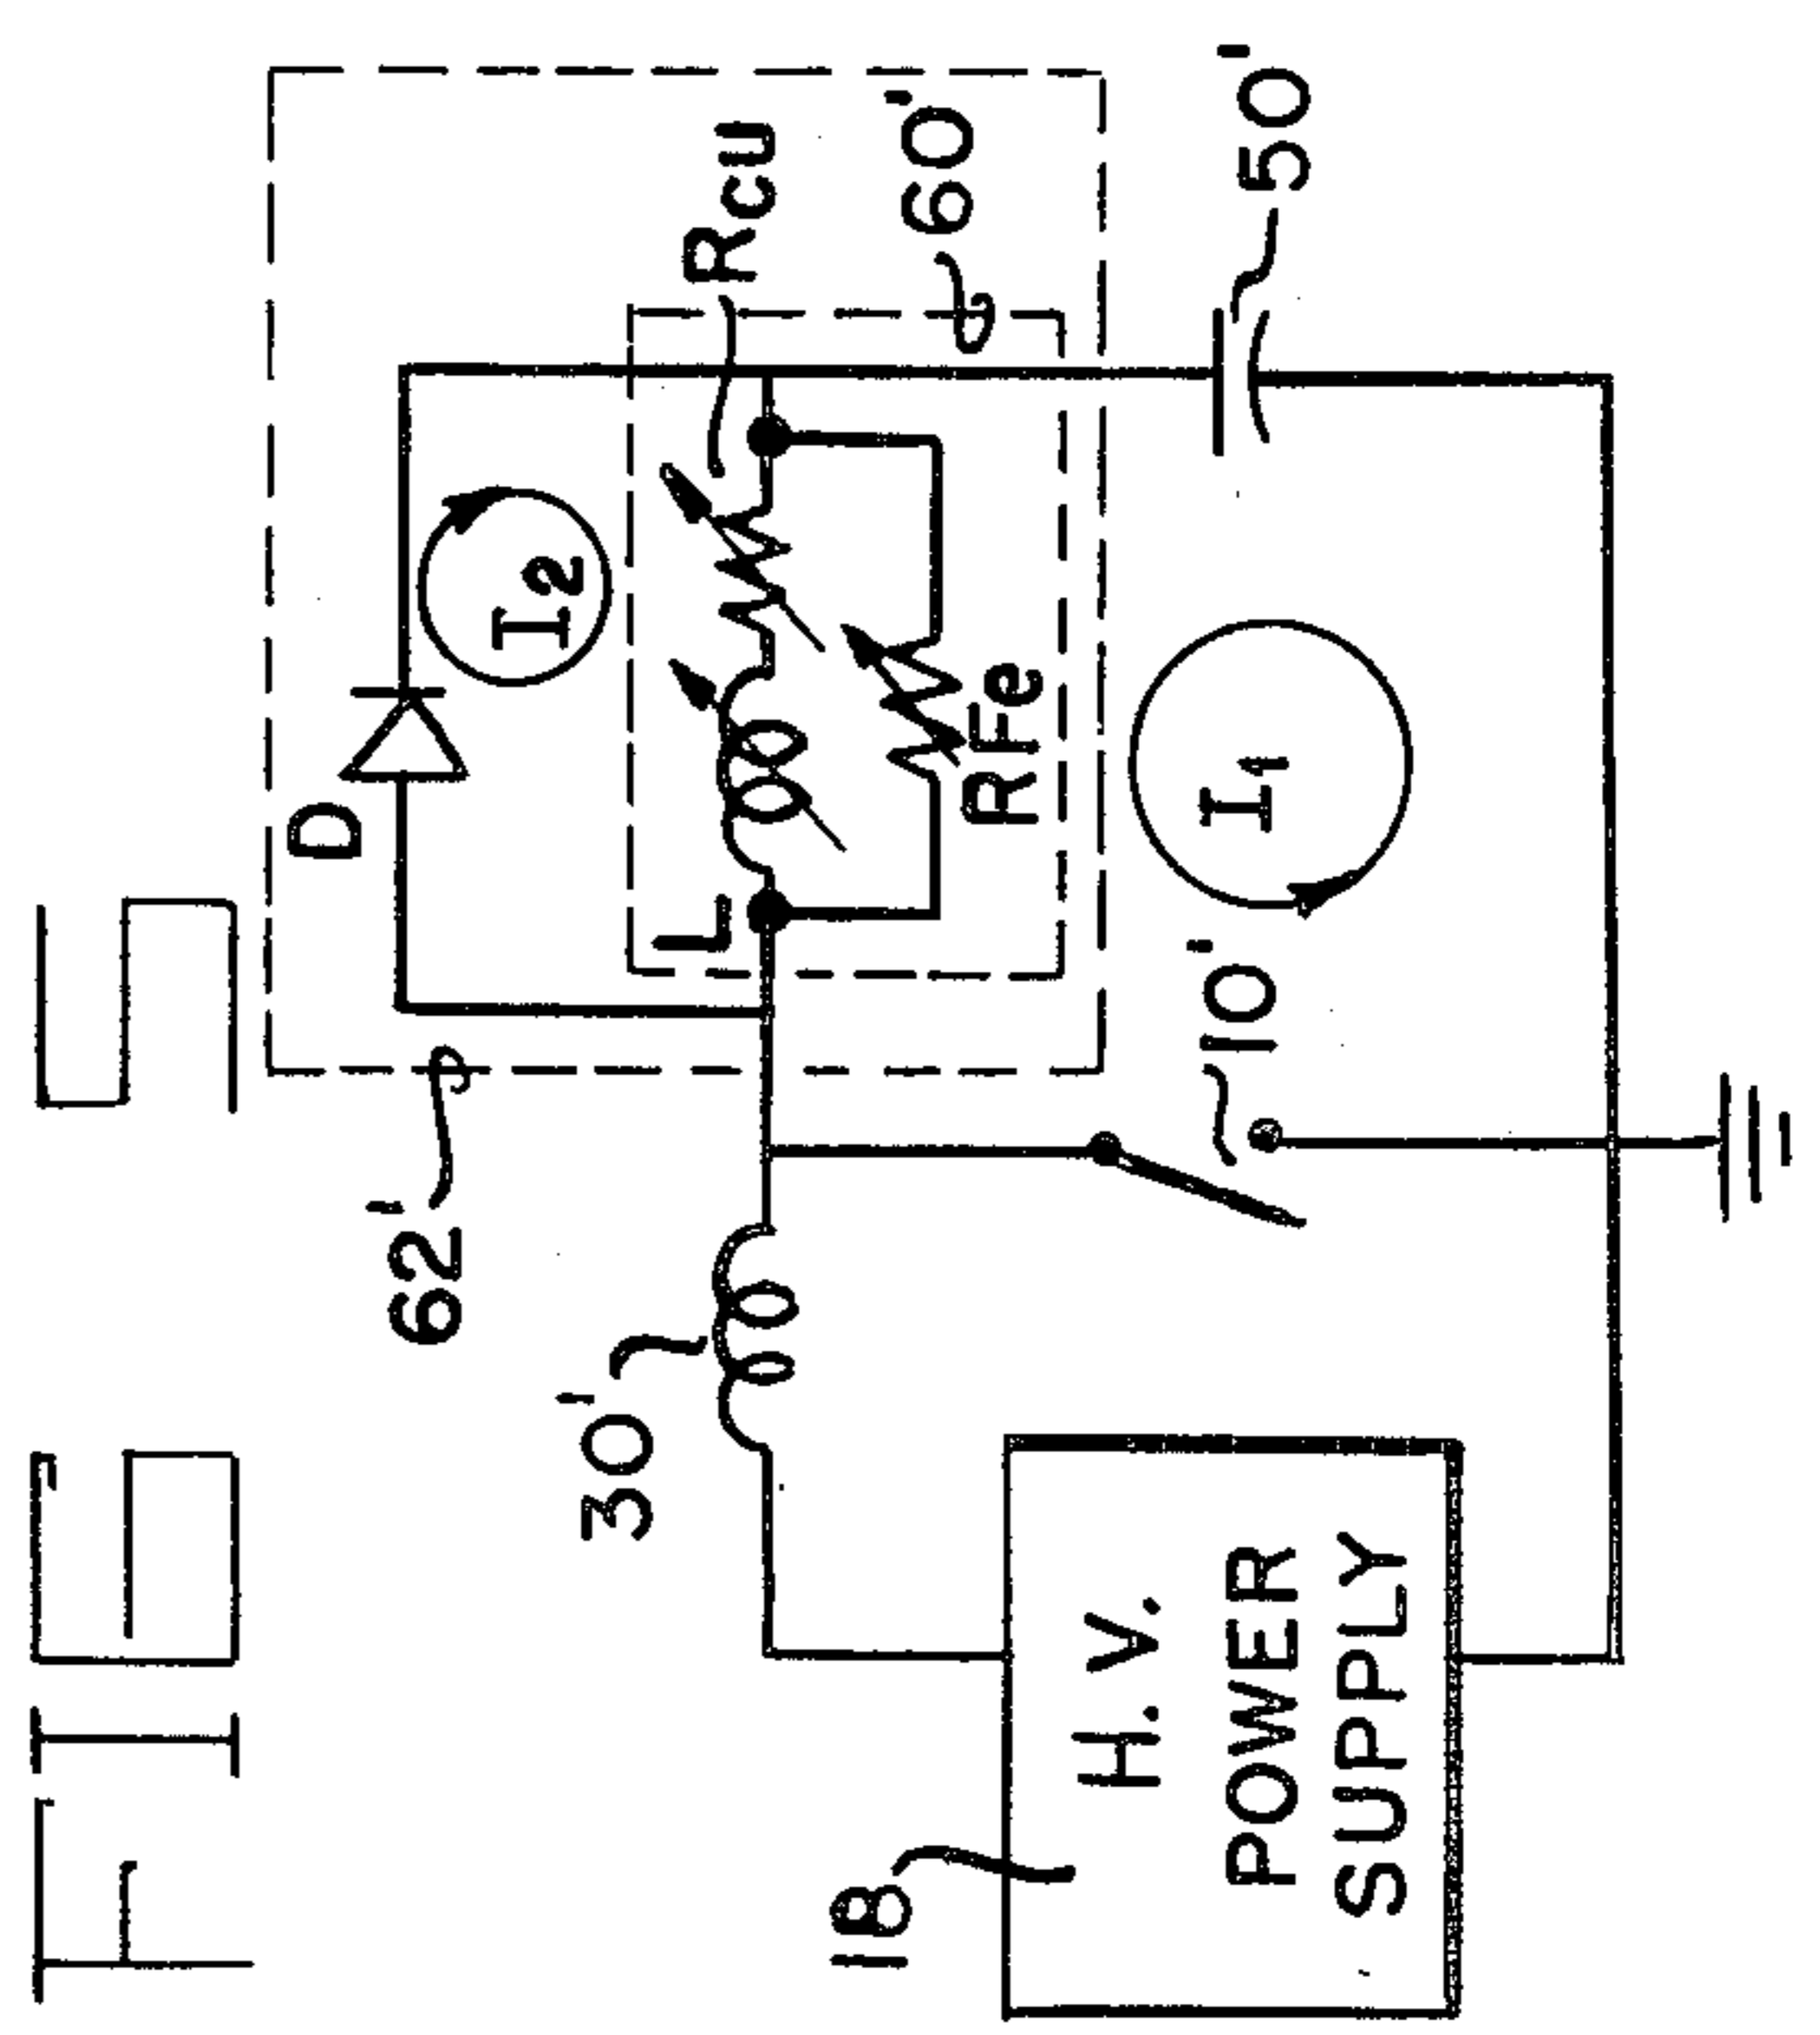 FIG 5
D
62'
I2
30'
L
Rcu
18
60'
RFe
H.V.
POWER
SUPPLY
10'
I1
50'